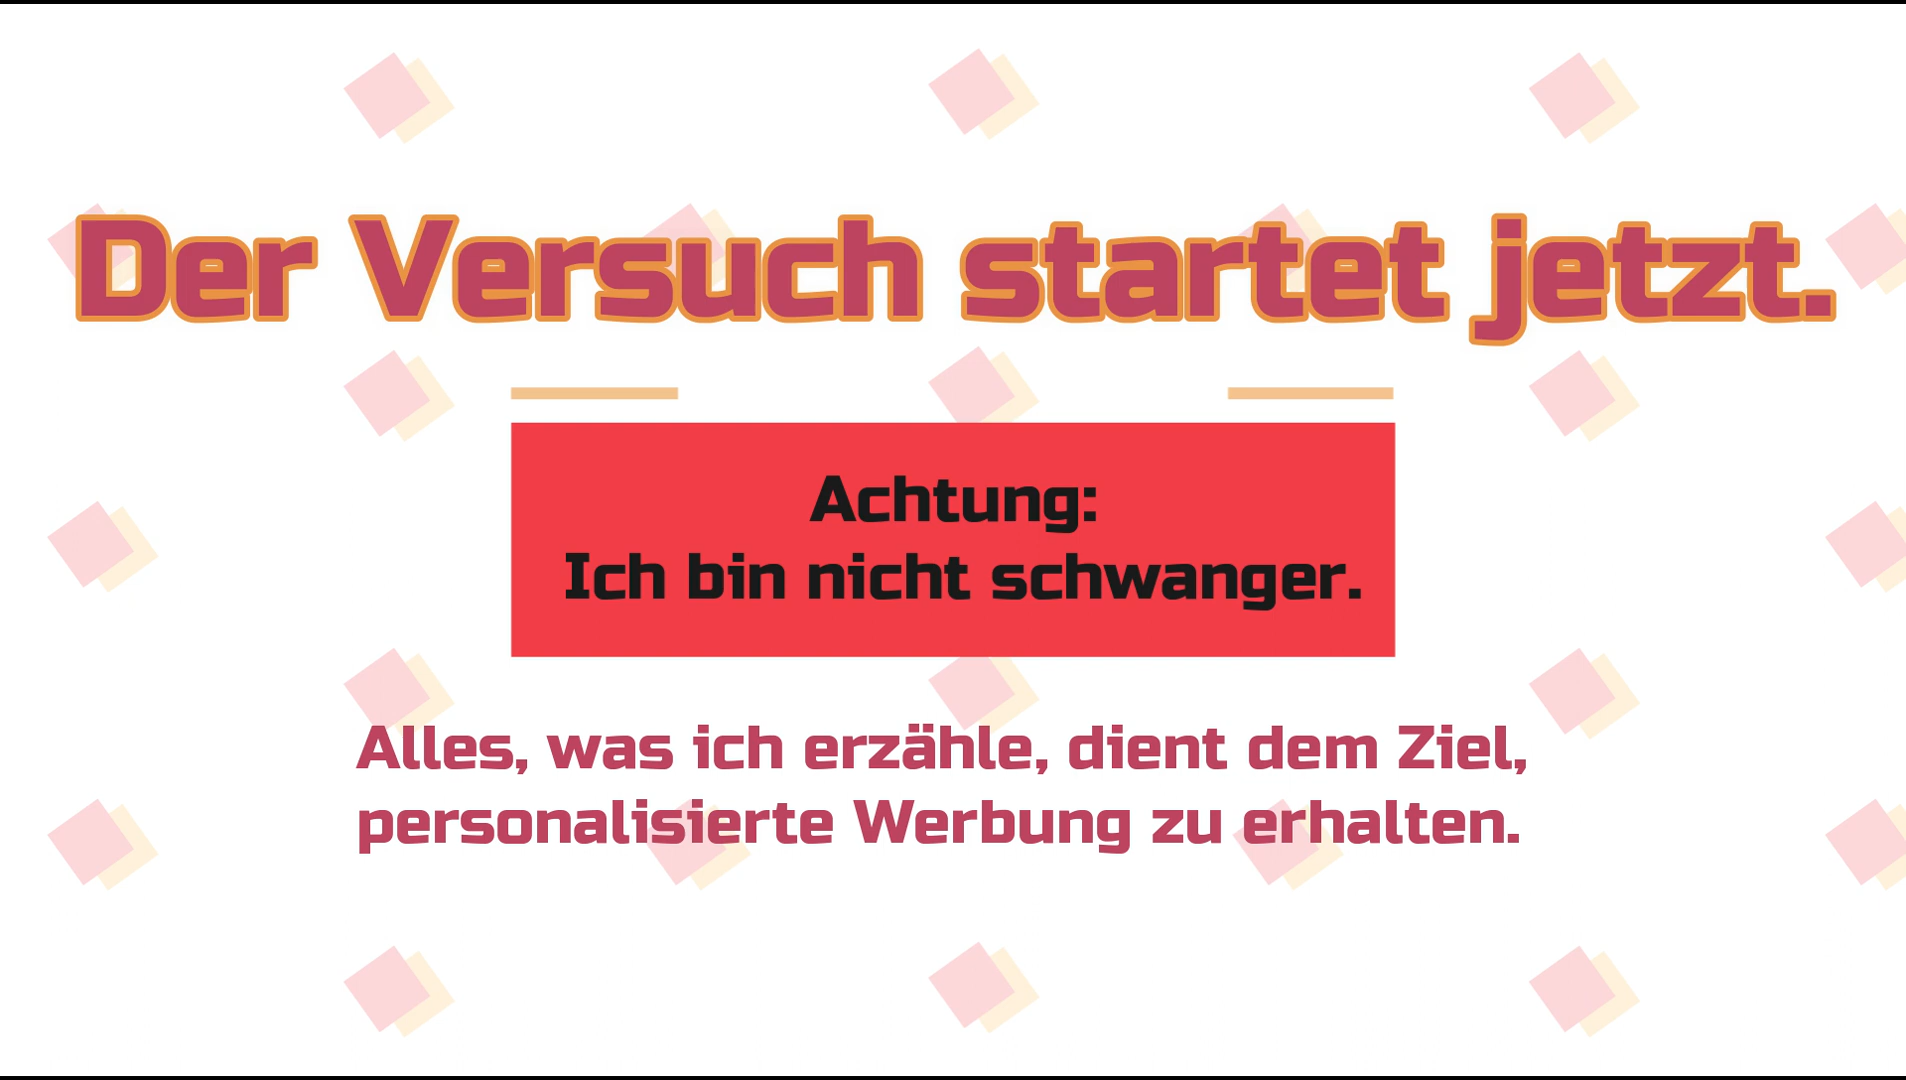 Der Versuch startet jetzt.
Achtung:
Ich bin nicht schwanger.
Alles, was ich erzähle, dient dem Ziel,
personalisierte Werbung zu erhalten.